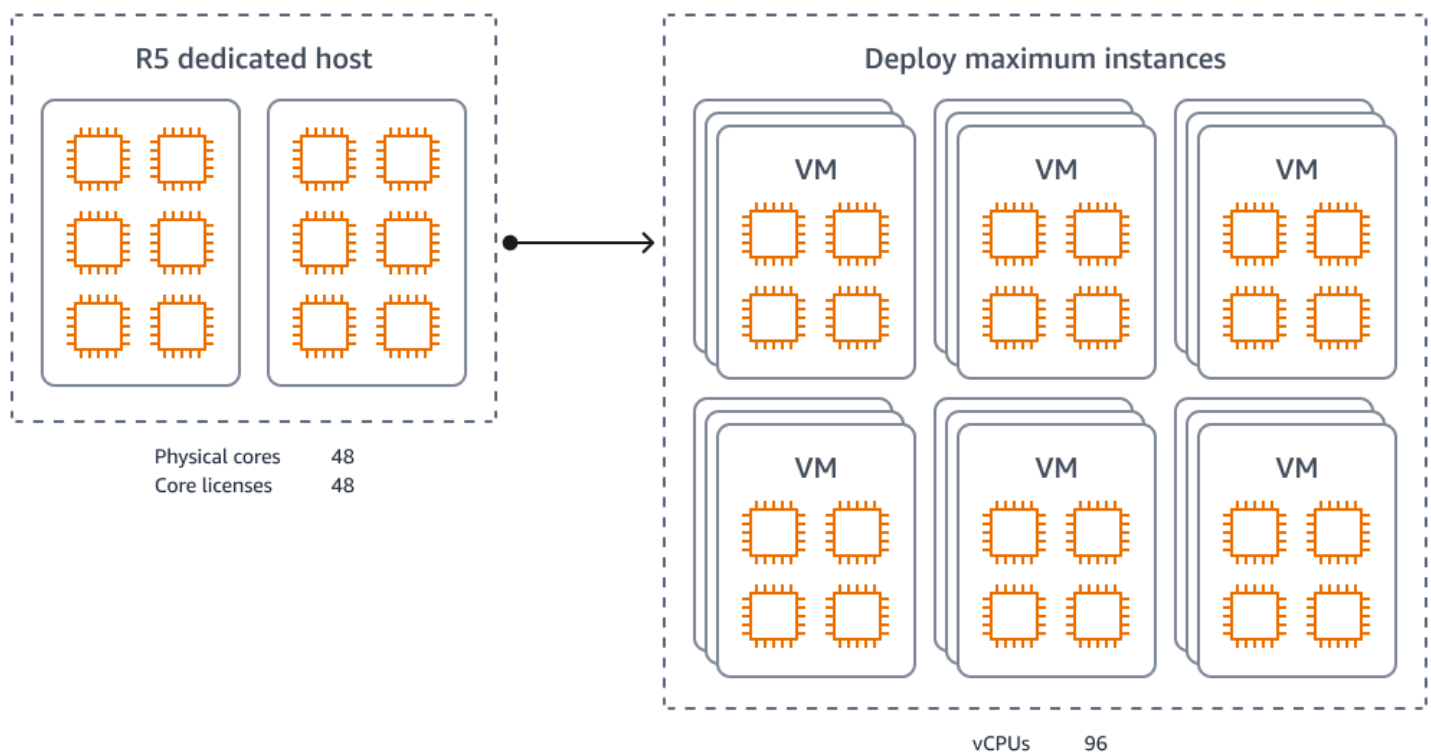 R5 dedicated host
Physical cores 48
Core licenses 48
Deploy maximum instances
VM VM VM
VM VM VM
vCPUs 96